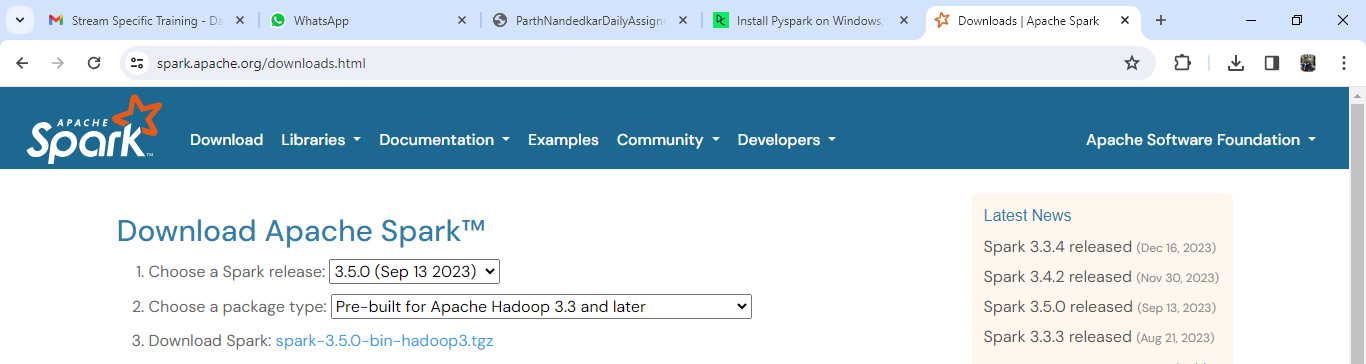 Stream Specific Training - Da
WhatsApp
ParthNandedkarDailyAssignm
Install Pyspark on Windows,
Downloads | Apache Spark
spark.apache.org/downloads.html
APACHE Spark™
Download Libraries Documentation Examples Community Developers Apache Software Foundation
Download Apache Spark™
1. Choose a Spark release: 3.5.0 (Sep 13 2023)
2. Choose a package type: Pre-built for Apache Hadoop 3.3 and later
3. Download Spark: spark-3.5.0-bin-hadoop3.tgz
Latest News
Spark 3.3.4 released (Dec 16, 2023)
Spark 3.4.2 released (Nov 30, 2023)
Spark 3.5.0 released (Sep 13, 2023)
Spark 3.3.3 released (Aug 21, 2023)